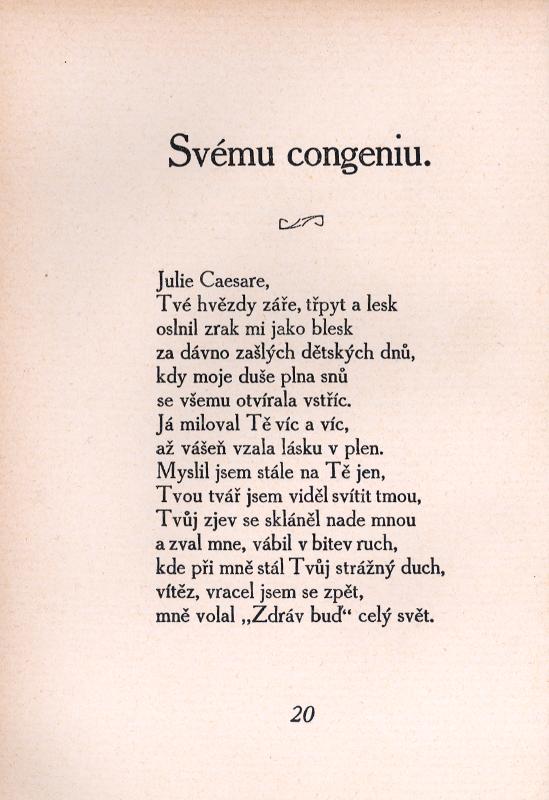 Svému congeniu.
Julie Caesare,
Tvé hvězdy záře, třpyt a lesk
oslnil zrak mi jako blesk
za dávno zašlých dětských dnů,
kdy moje duše plna snů
se všemu otvírala vstříc.
Já miloval Tě víc a víc,
až vášeň vzala lásku v plen.
Myslil jsem stále na Tě jen,
Tvou tvář jsem viděl svítit tmou,
Tvůj zjev se skláněl nade mnou
a zval mne, vábil v bitev ruch,
kde při mně stál Tvůj strážný duch,
vítěz, vracel jsem se zpět,
mně volal „Zdráv buď“ celý svět.
20